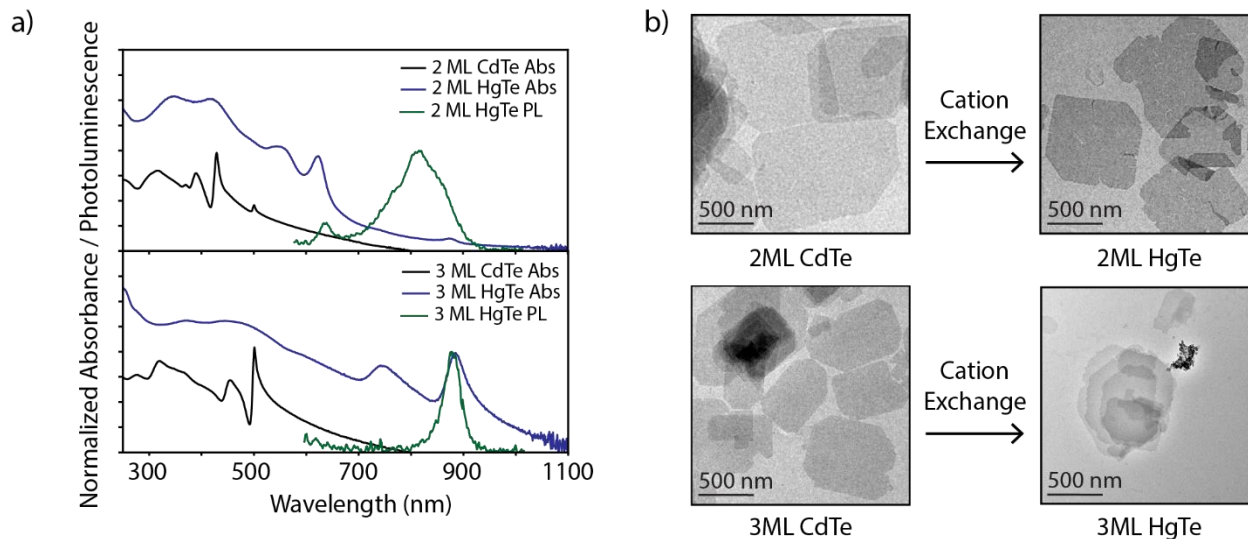 a)
Normalized Absorbance / Photoluminescence
2 ML CdTe Abs
2 ML HgTe Abs
2 ML HgTe PL
3 ML CdTe Abs
3 ML HgTe Abs
3 ML HgTe PL
300 500 700 900 1100
Wavelength (nm)
b)
500 nm
2ML CdTe
Cation
Exchange
500 nm
2ML HgTe
500 nm
3ML CdTe
Cation
Exchange
500 nm
3ML HgTe